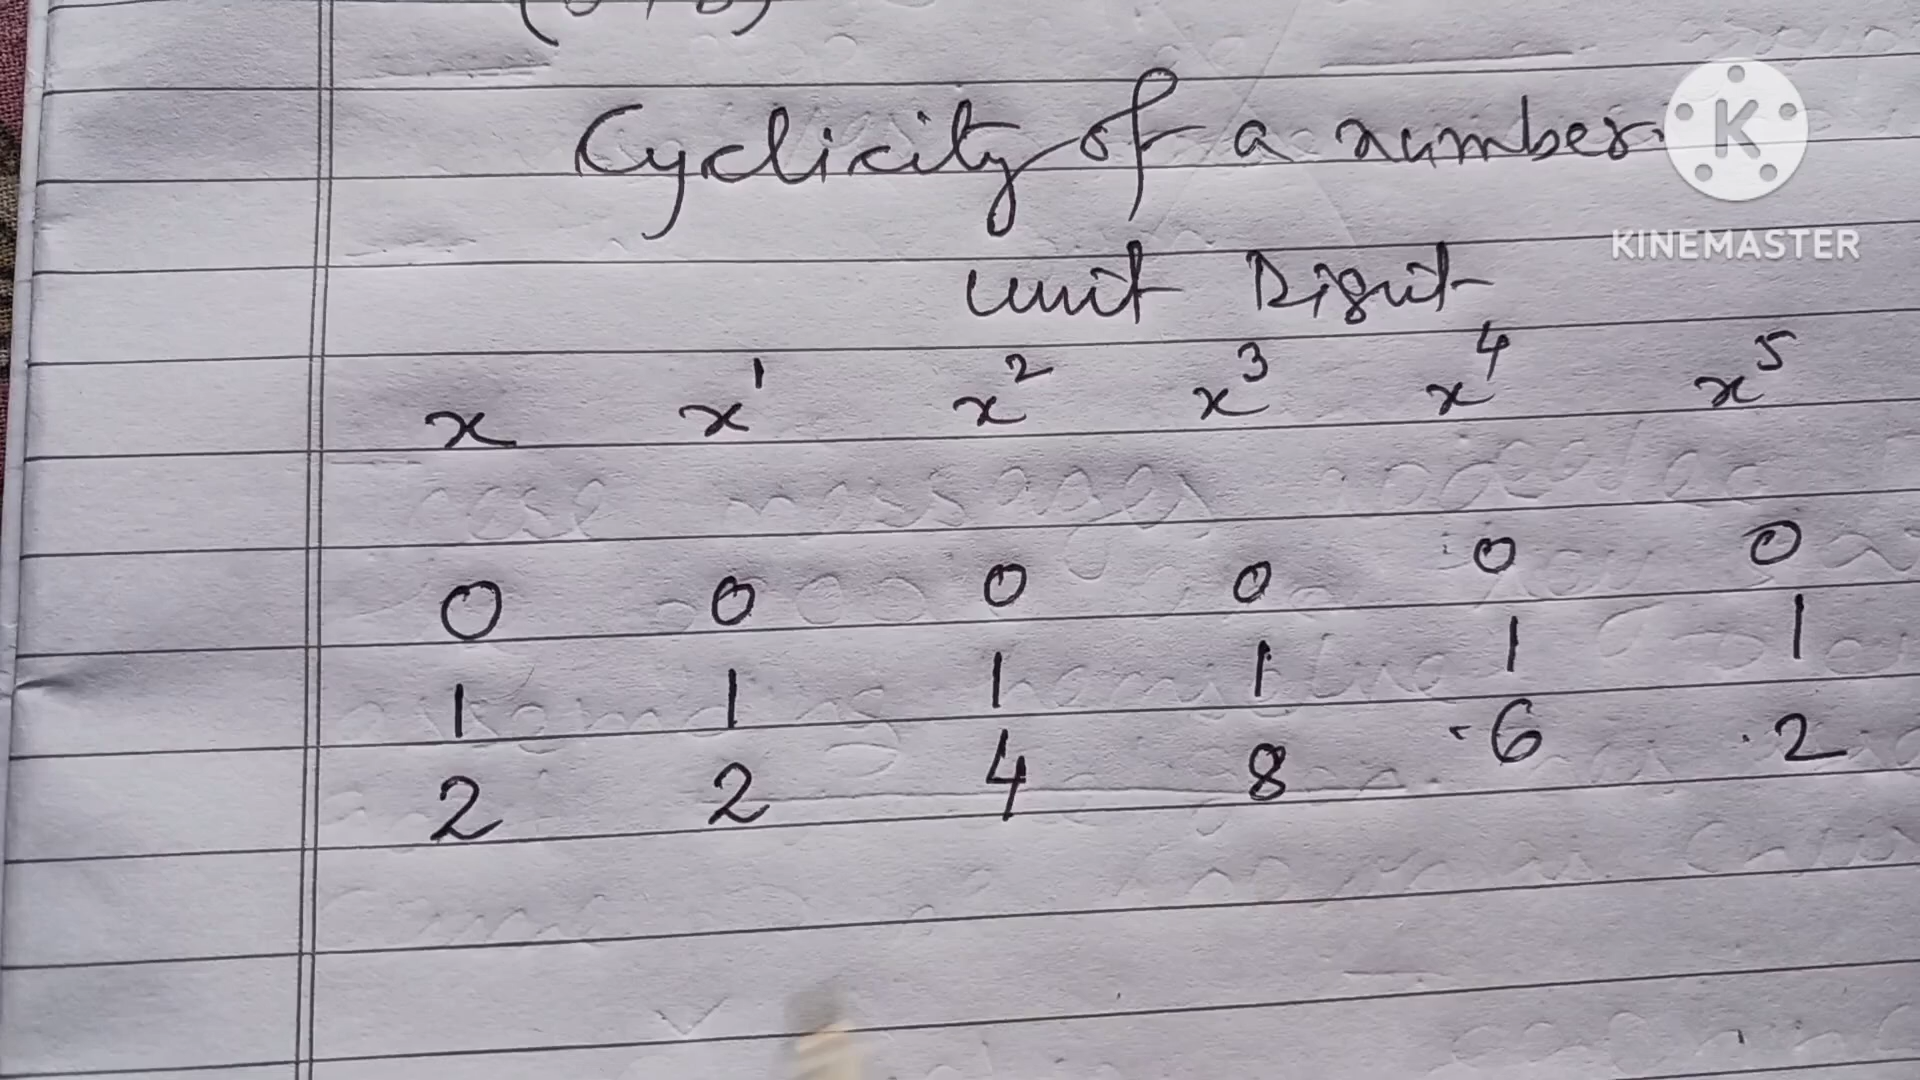 Cyclicity of a number
K
KINEMASTER
Unit Digit
x x¹ x² x³ x⁴ x⁵
0 0 0 0 0 0
1 1 1 1 1 1
2 2 4 8 6 2